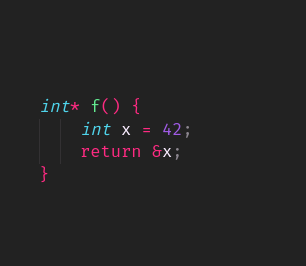 int* f() {
    int x = 42;
    return &x;
}